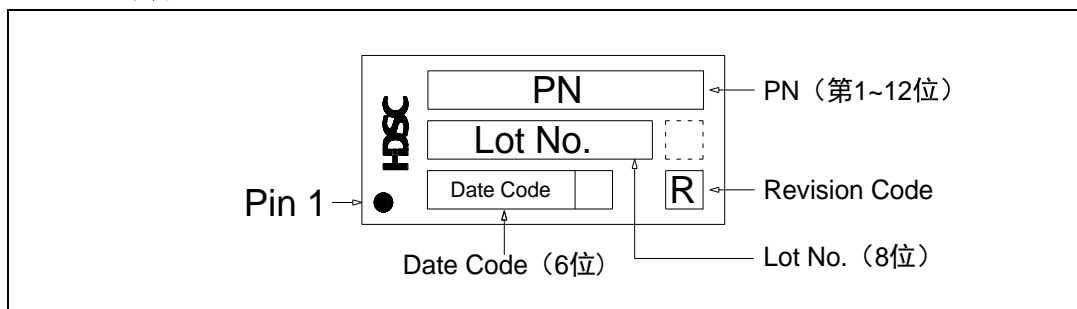 HDSC
PN
PN（第1~12位）
Lot No.
Date Code
R
Revision Code
Pin 1
Date Code（6位）
Lot No.（8位）